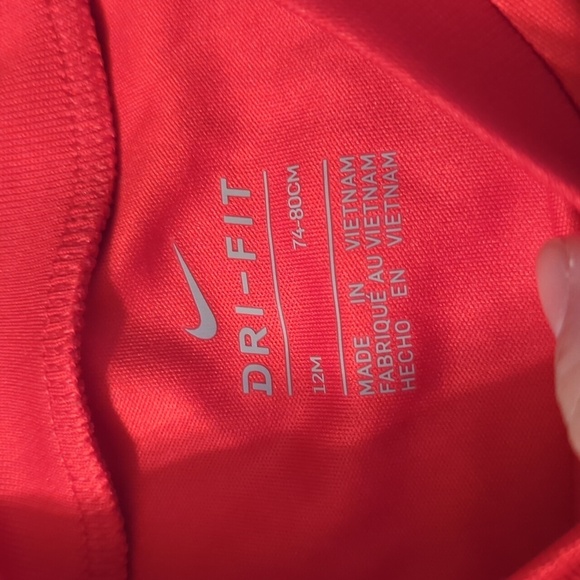 DRI-FIT
12M 74-80CM
MADE IN VIETNAM
FABRIQUÉ AU VIETNAM
HECHO EN VIETNAM